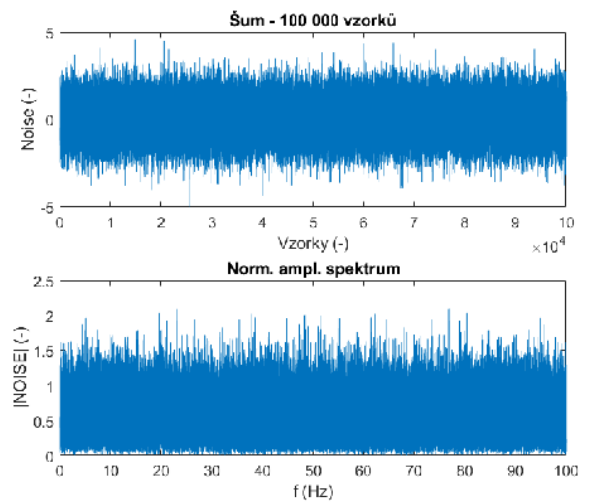 Šum - 100 000 vzorků
5
0
-5
Noise (-)
0 1 2 3 4 5 6 7 8 9 10
Vzorky (-)
×10^4
Norm. ampl. spektrum
2.5
2
1.5
1
0.5
0
|NOISE| (-)
0 10 20 30 40 50 60 70 80 90 100
f (Hz)